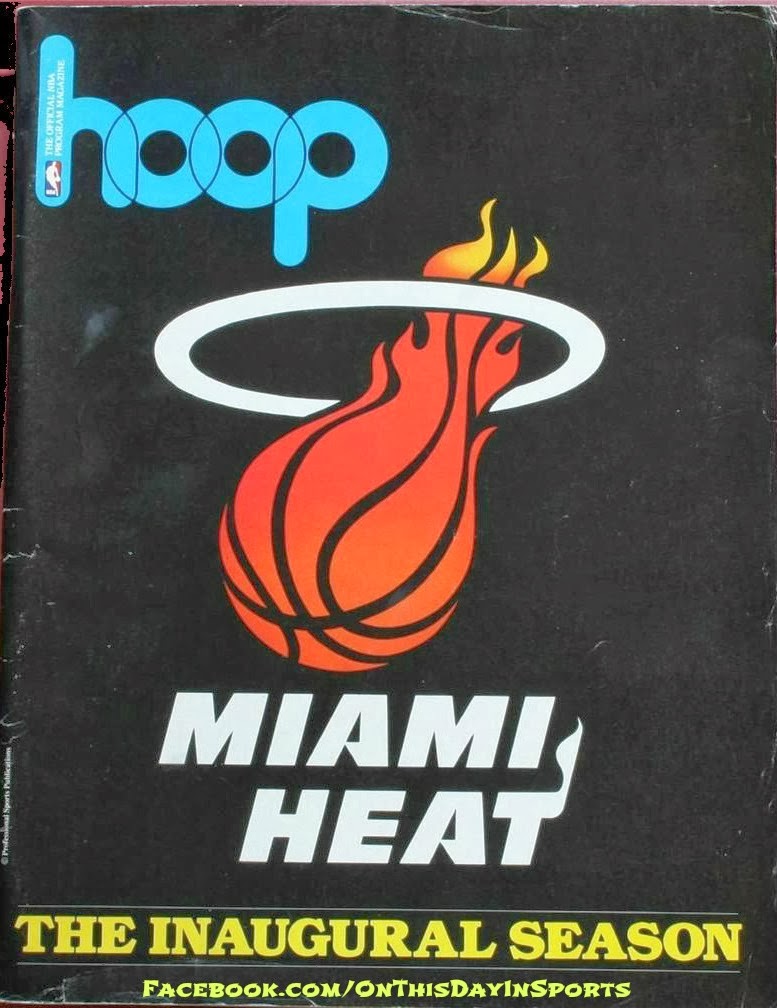 THE OFFICIAL NBA
PROGRAM MAGAZINE
hoop
MIAMI
HEAT
© Professional Sports Publications
THE INAUGURAL SEASON
FACEBOOK.COM/ONTHISDAYINSPORTS